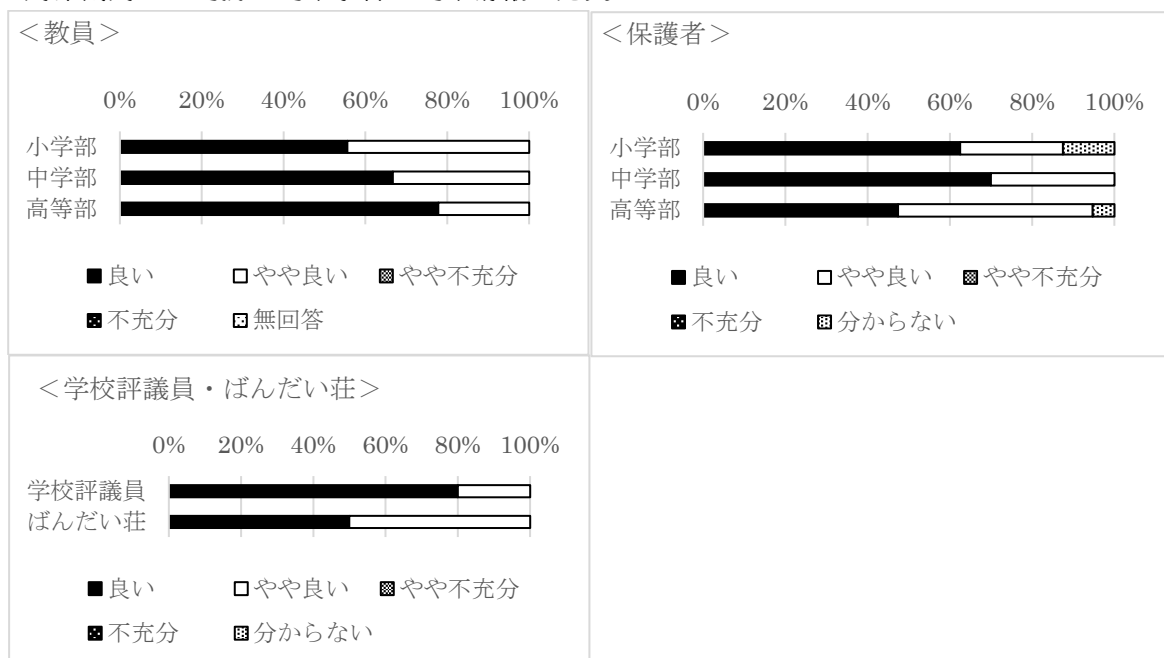 ＜教員＞
0% 20% 40% 60% 80% 100%
小学部
中学部
高等部
良い やや良い やや不充分
不充分 無回答
＜保護者＞
0% 20% 40% 60% 80% 100%
小学部
中学部
高等部
良い やや良い やや不充分
不充分 分からない
＜学校評議員・ばんだい荘＞
0% 20% 40% 60% 80% 100%
学校評議員
ばんだい荘
良い やや良い やや不充分
不充分 分からない